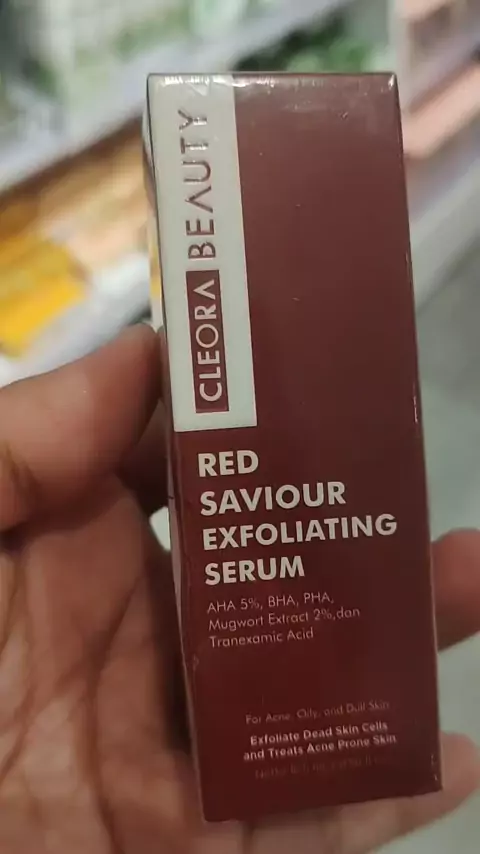 CLEORA BEAUTY
RED
SAVIOUR
EXFOLIATING
SERUM
AHA 5%, BHA, PHA,
Mugwort Extract 2%,dan
Tranexamic Acid
For Acne, Oily, and Dull Skin
Exfoliate Dead Skin Cells
and Treats Acne Prone Skin